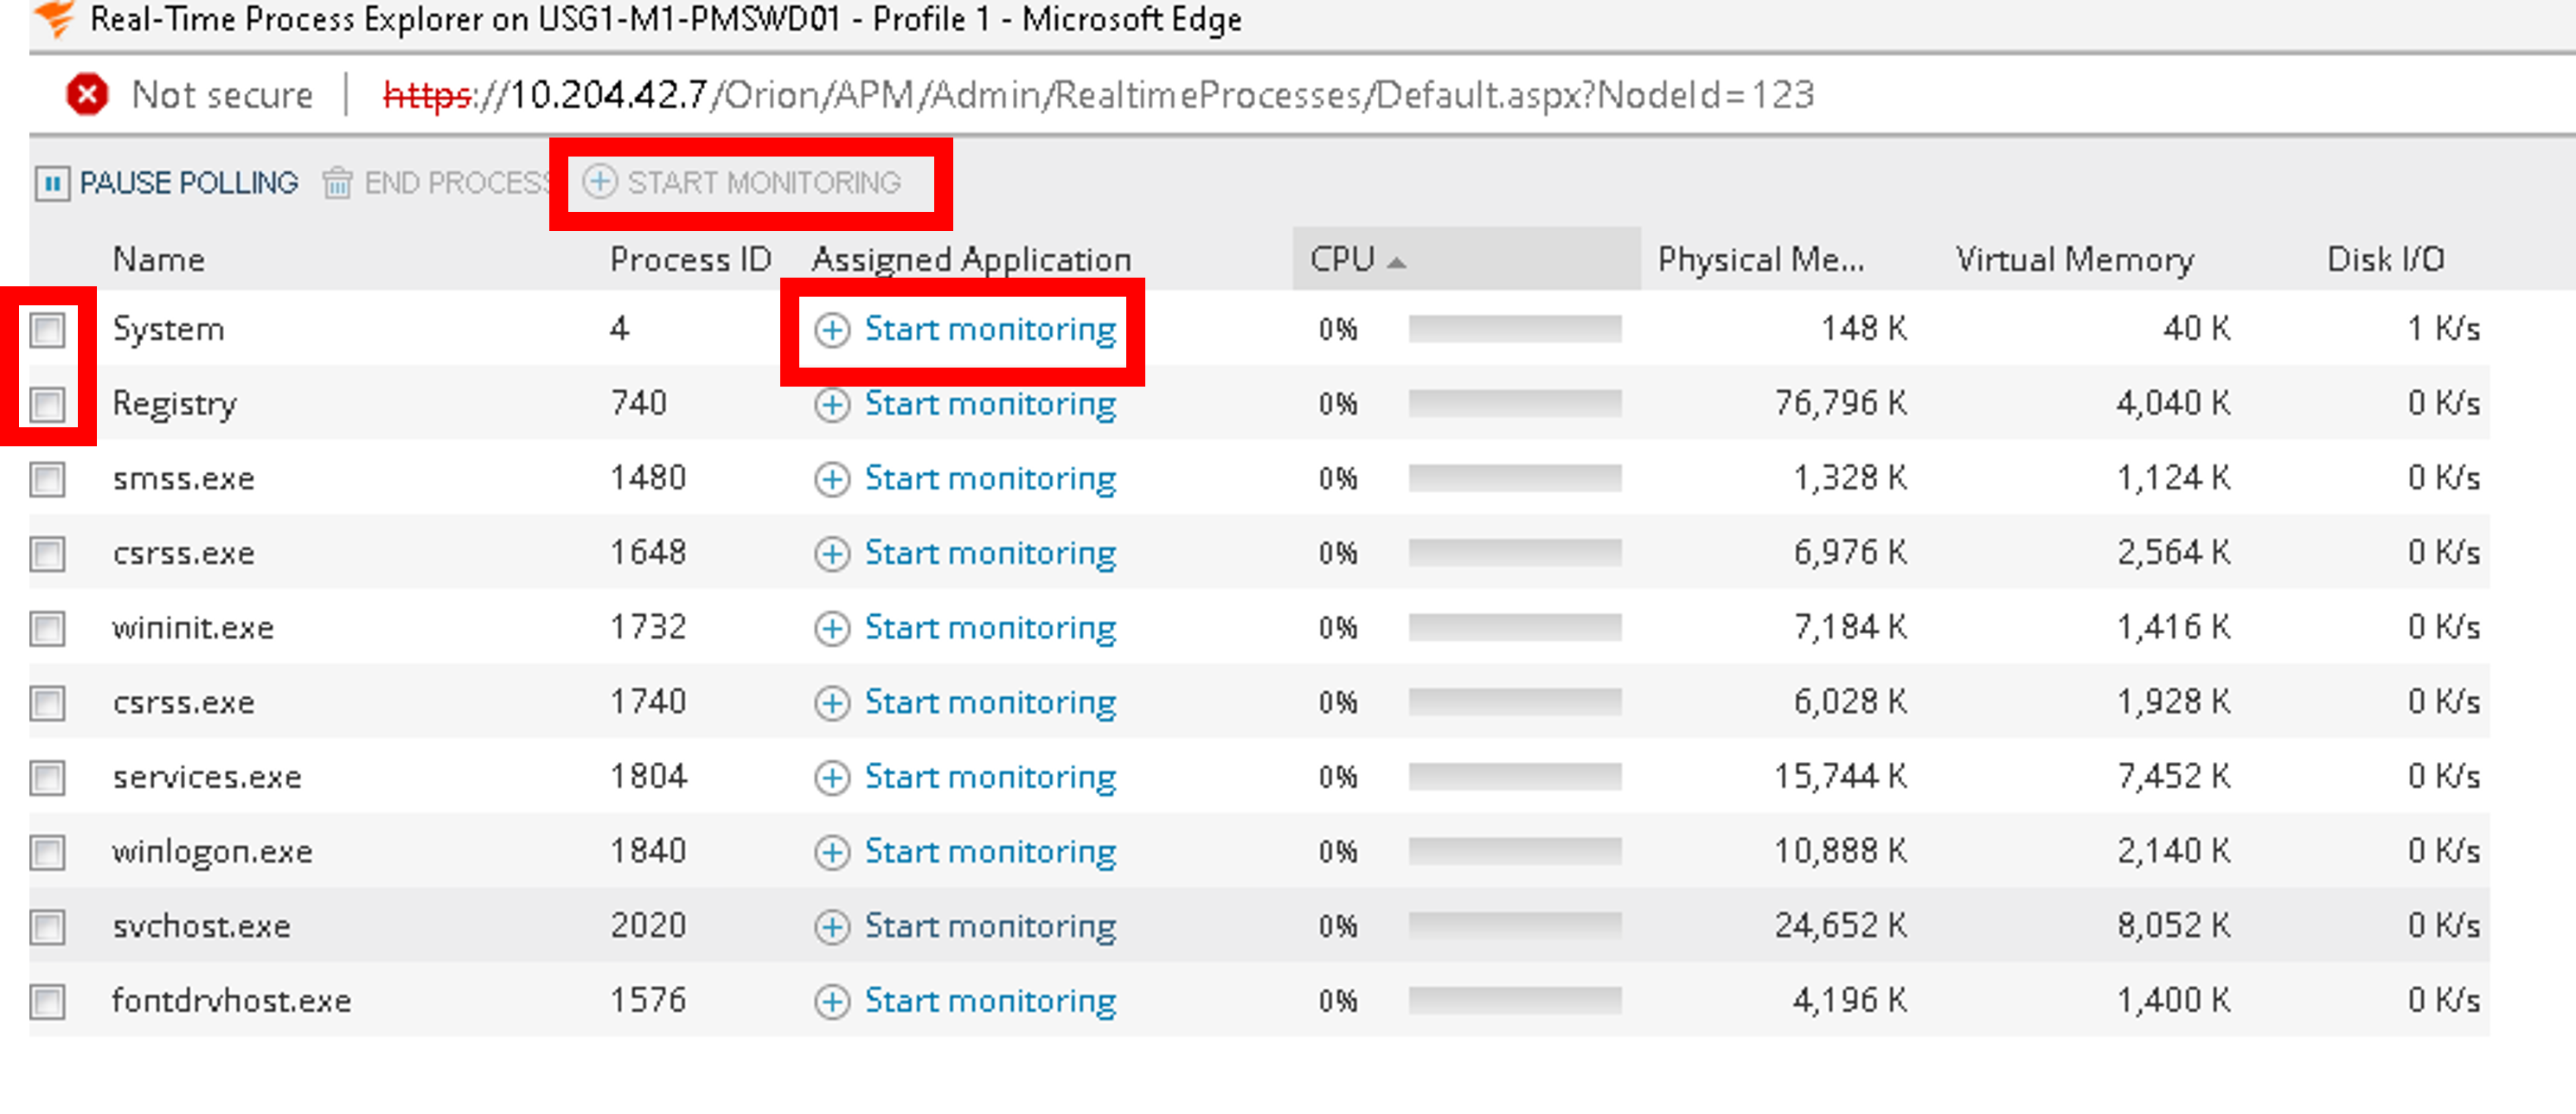 Real-Time Process Explorer on USG1-M1-PMSWD01 - Profile 1 - Microsoft Edge
Not secure | https://10.204.42.7/Orion/APM/Admin/RealtimeProcesses/Default.aspx?NodeId=123
PAUSE POLLING END PROCESS START MONITORING
Name Process ID Assigned Application CPU Physical Me... Virtual Memory Disk I/O
System 4 Start monitoring 0% 148 K 40 K 1 K/s
Registry 740 Start monitoring 0% 76,796 K 4,040 K 0 K/s
smss.exe 1480 Start monitoring 0% 1,328 K 1,124 K 0 K/s
csrss.exe 1648 Start monitoring 0% 6,976 K 2,564 K 0 K/s
wininit.exe 1732 Start monitoring 0% 7,184 K 1,416 K 0 K/s
csrss.exe 1740 Start monitoring 0% 6,028 K 1,928 K 0 K/s
services.exe 1804 Start monitoring 0% 15,744 K 7,452 K 0 K/s
winlogon.exe 1840 Start monitoring 0% 10,888 K 2,140 K 0 K/s
svchost.exe 2020 Start monitoring 0% 24,652 K 8,052 K 0 K/s
fontdrvhost.exe 1576 Start monitoring 0% 4,196 K 1,400 K 0 K/s